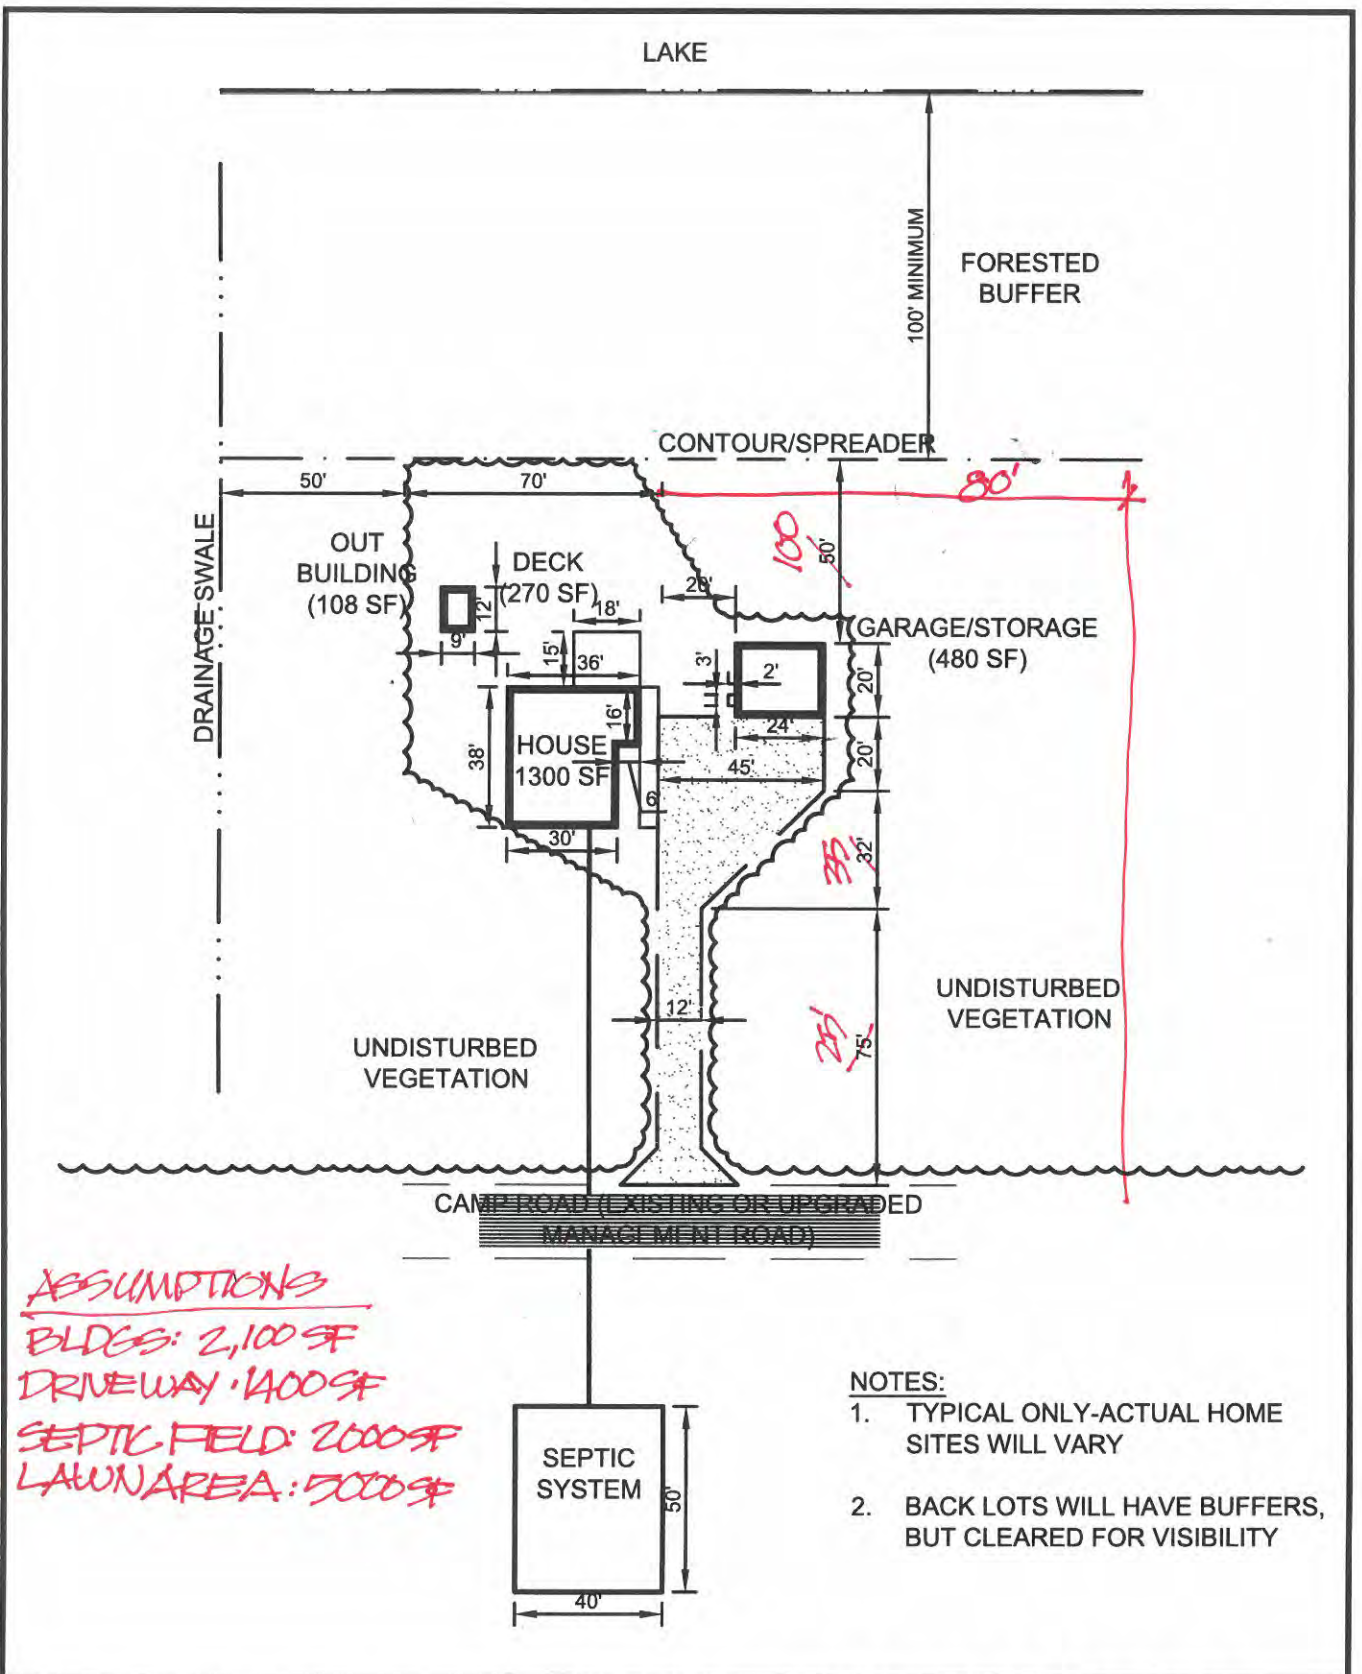 LAKE
100' MINIMUM
FORESTED
BUFFER
CONTOUR/SPREADER
50'
70'
80'
DRAINAGE SWALE
100
50'
OUT
BUILDING
(108 SF)
12'
9'
DECK
(270 SF)
18'
15'
36'
20'
GARAGE/STORAGE
(480 SF)
3'
2'
20'
24'
16'
38'
HOUSE
1300 SF
6'
30'
45'
20'
35'
32'
12'
25'
75'
UNDISTURBED
VEGETATION
UNDISTURBED
VEGETATION
CAMP ROAD (EXISTING OR UPGRADED
MANAGEMENT ROAD)
ASSUMPTIONS
BLDGS: 2,100 SF
DRIVEWAY: 1400 SF
SEPTIC FIELD: 2000 SF
LAWN AREA: 5000 SF
SEPTIC
SYSTEM
50'
40'
NOTES:
1. TYPICAL ONLY-ACTUAL HOME
SITES WILL VARY
2. BACK LOTS WILL HAVE BUFFERS,
BUT CLEARED FOR VISIBILITY